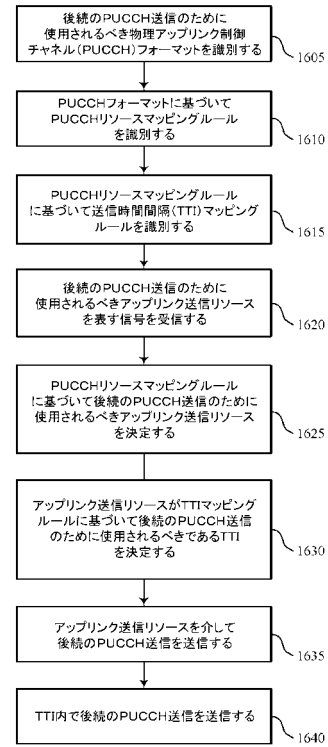 後続のPUCCH送信のために
使用されるべき物理アップリンク制御
チャネル(PUCCH)フォーマットを識別する
1605
PUCCHフォーマットに基づいて
PUCCHリソースマッピングルール
を識別する
1610
PUCCHリソースマッピングルール
に基づいて送信時間間隔(TTI)マッピング
ルールを識別する
1615
後続のPUCCH送信のために
使用されるべきアップリンク送信リソース
を表す信号を受信する
1620
PUCCHリソースマッピングルール
に基づいて後続のPUCCH送信のために
使用されるべきアップリンク送信リソース
を決定する
1625
アップリンク送信リソースがTTIマッピング
ルールに基づいて後続のPUCCH送信
のために使用されるべきであるTTI
を決定する
1630
アップリンク送信リソースを介して
後続のPUCCH送信を送信する
1635
TTI内で後続のPUCCH送信を送信する
1640